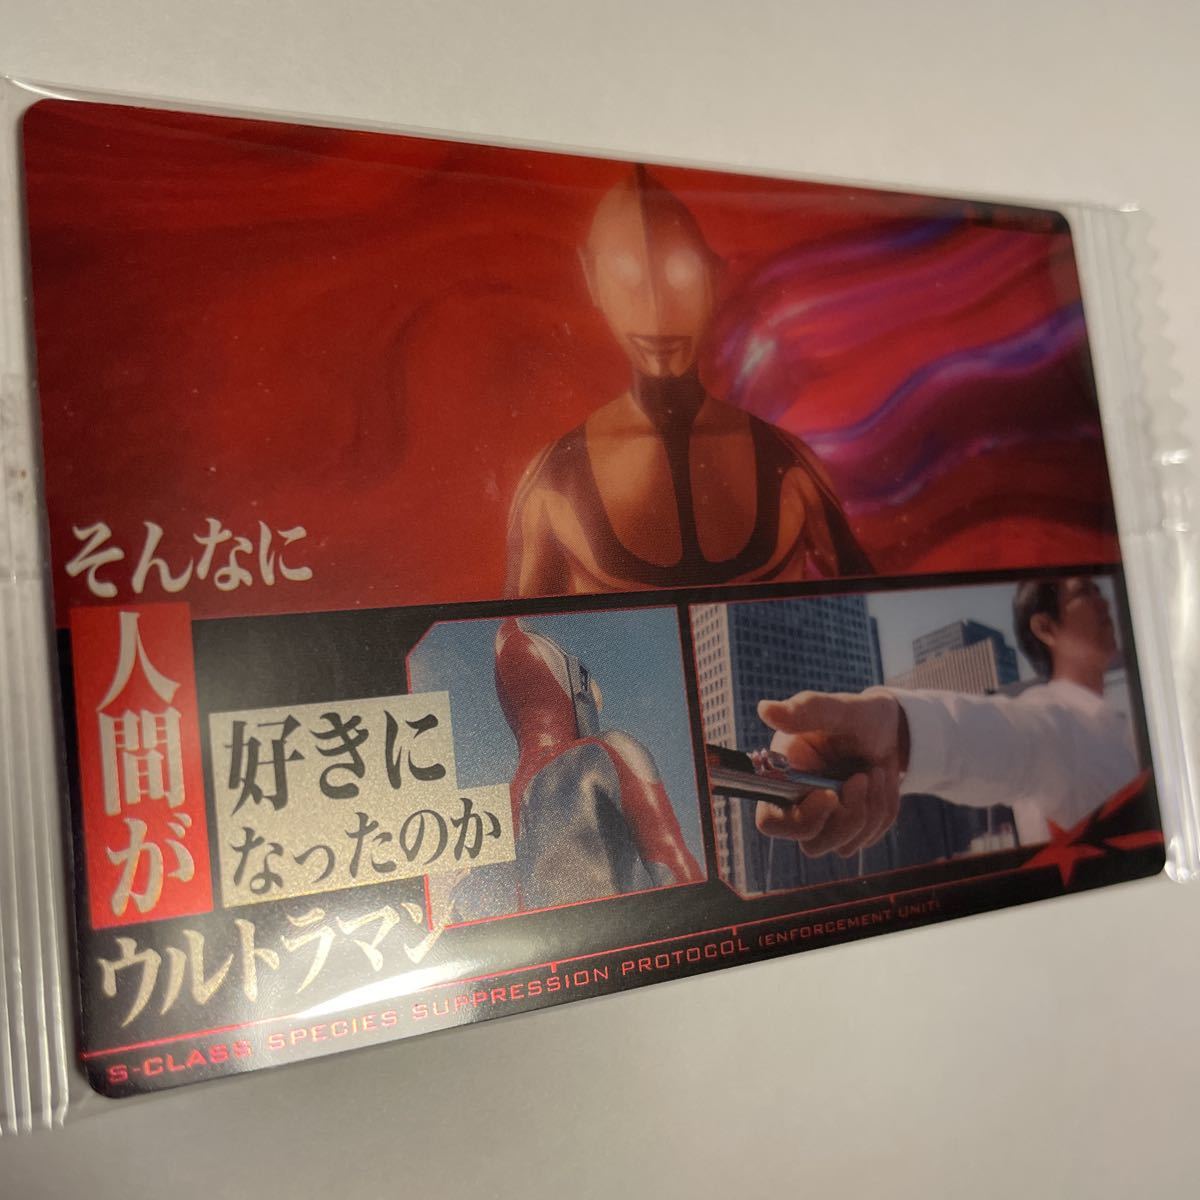 そんなに
人間が
好きに
なったのか
ウルトラマン
S-CLASS SPECIES SUPPRESSION PROTOCOL (ENFORCEMENT UNIT)